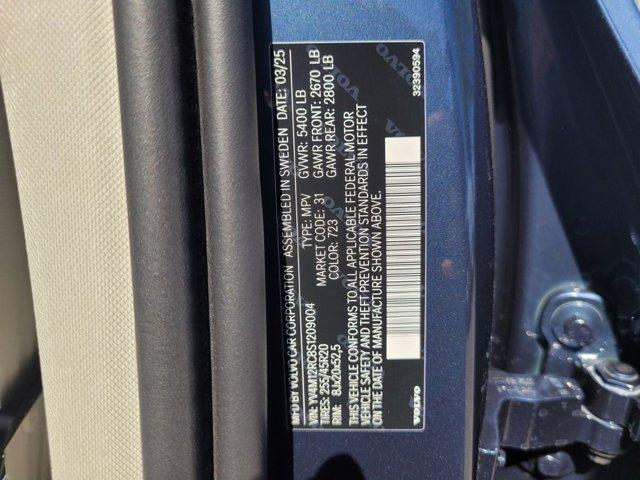 MFD BY VOLVO CAR CORPORATION ASSEMBLED IN SWEDEN DATE: 03/25
VIN: YV4M12RC8S1209004 TYPE: MPV GVWR: 5400 LB
TIRES: 255/45R20 MARKET CODE: 31 GAWR FRONT: 2670 LB
RIM: 8Jx20x52,5 COLOR: 723 GAWR REAR: 2800 LB
THIS VEHICLE CONFORMS TO ALL APPLICABLE FEDERAL MOTOR
VEHICLE SAFETY AND THEFT PREVENTION STANDARDS IN EFFECT
ON THE DATE OF MANUFACTURE SHOWN ABOVE.
VOLVO 32390594